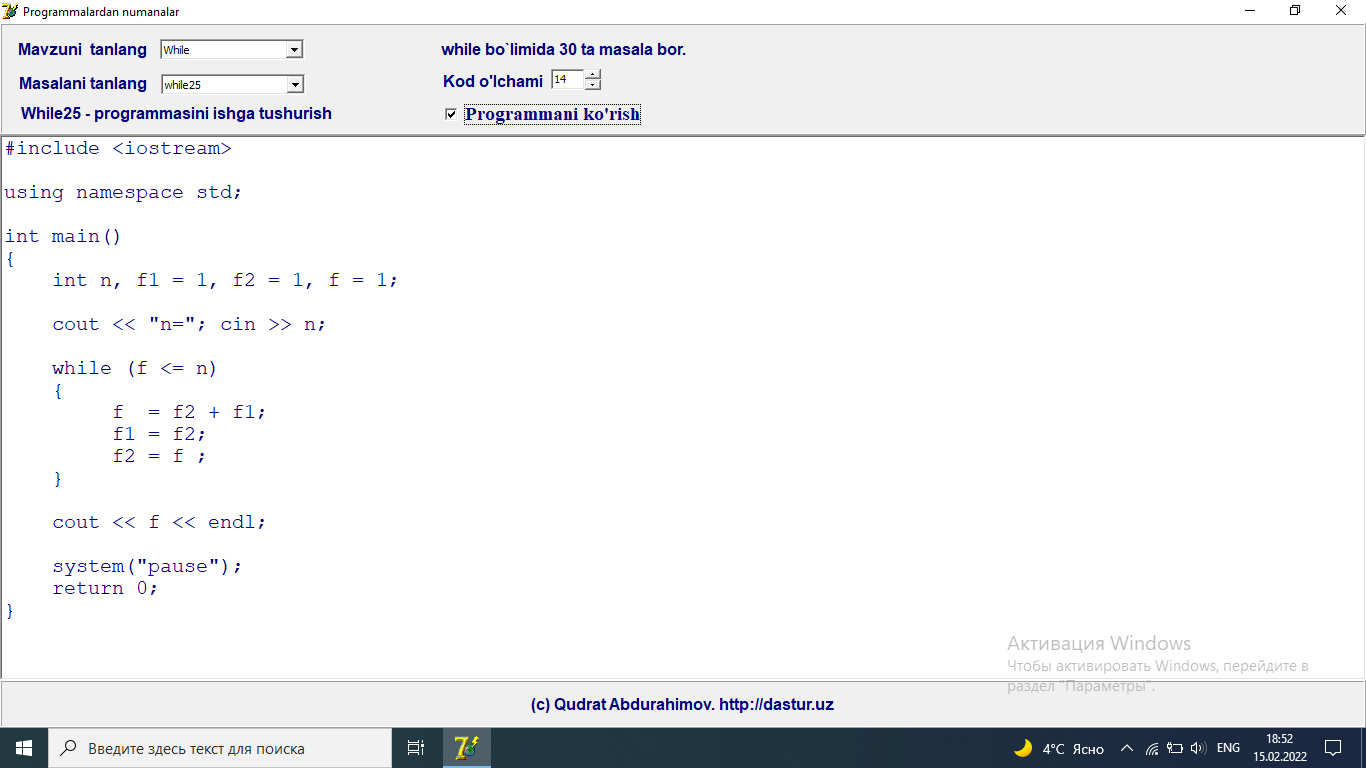 Programmalardan numanalar
Mavzuni tanlang While
while bo`limida 30 ta masala bor.
Masalani tanlang while25
Kod o'lchami 14
While25 - programmasini ishga tushurish
Programmani ko'rish
#include <iostream>
using namespace std;
int main()
{
int n, f1 = 1, f2 = 1, f = 1;
cout << "n="; cin >> n;
while (f <= n)
{
f  = f2 + f1;
f1 = f2;
f2 = f ;
}
cout << f << endl;
system("pause");
return 0;
}
Активация Windows
Чтобы активировать Windows, перейдите в
раздел "Параметры".
(c) Qudrat Abdurahimov. http://dastur.uz
Введите здесь текст для поиска
4°C Ясно
ENG
18:52
15.02.2022